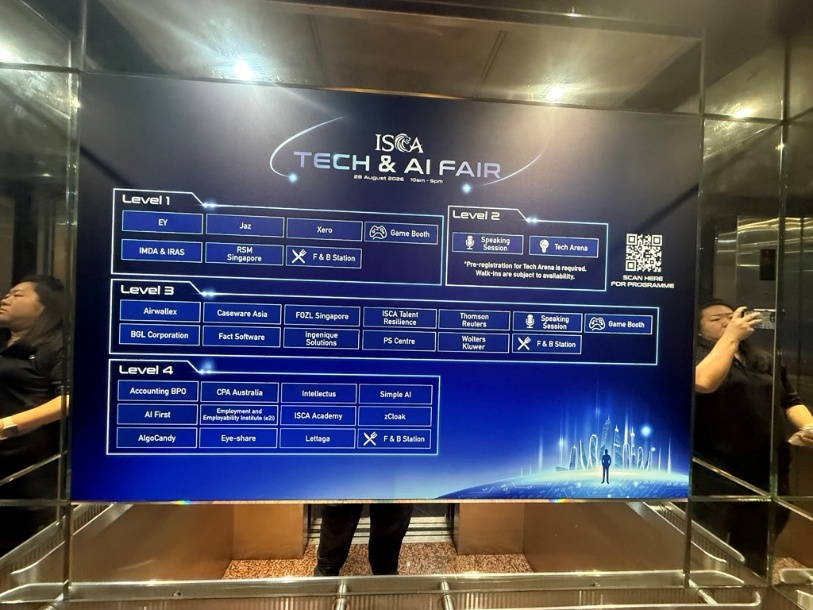 ISCA
TECH & AI FAIR
28 August 2026 10am - 5pm
Level 1
EY
Jaz
Xero
Game Booth
IMDA & IRAS
RSM
Singapore
F & B Station
Level 2
Speaking
Session
Tech Arena
*Pre-registration for Tech Arena is required.
Walk-ins are subject to availability.
SCAN HERE
FOR PROGRAMME
Level 3
Airwallex
Caseware Asia
FOZL Singapore
ISCA Talent
Resilience
Thomson
Reuters
Speaking
Session
Game Booth
BGL Corporation
Fact Software
Ingenique
Solutions
PS Centre
Wolters
Kluwer
F & B Station
Level 4
Accounting BPO
CPA Australia
Intellectus
Simple AI
AI First
Employment and
Employability Institute (e2i)
ISCA Academy
zCloak
AlgoCandy
Eye-share
Lettaga
F & B Station